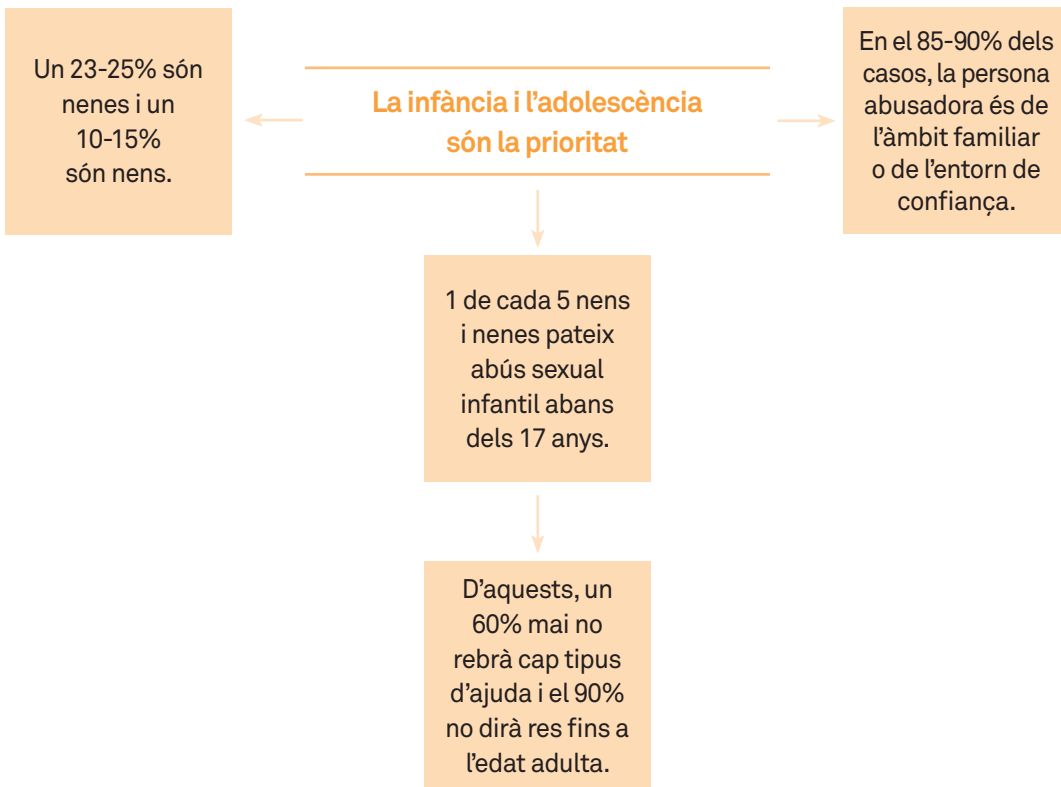 La infància i l’adolescència
són la prioritat
Un 23-25% són
nenes i un
10-15%
són nens.
En el 85-90% dels
casos, la persona
abusadora és de
l’àmbit familiar
o de l’entorn de
confiança.
1 de cada 5 nens
i nenes pateix
abús sexual
infantil abans
dels 17 anys.
D’aquests, un
60% mai no
rebrà cap tipus
d’ajuda i el 90%
no dirà res fins a
l’edat adulta.